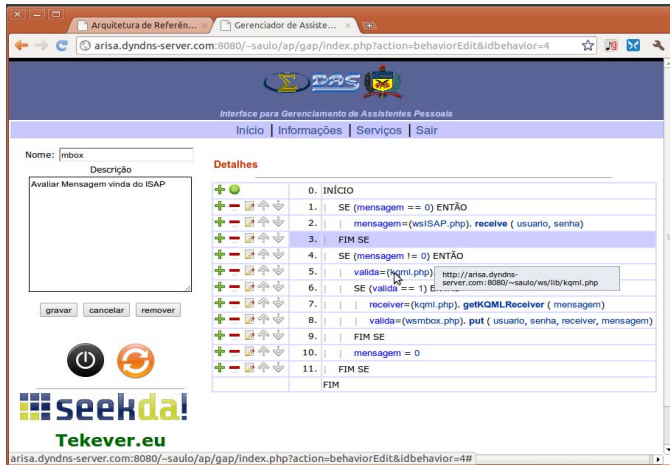 Arquitetura de Referên...
Gerenciador de Assiste...
arisa.dyndns-server.com:8080/~saulo/ap/gap/index.php?action=behaviorEdit&idbehavior=4
DAS
Interface para Gerenciamento de Assistentes Pessoais
Início | Informações | Serviços | Sair
Nome: mbox
Descrição
Avaliar Mensagem vinda do ISAP
gravar cancelar remover
seekda!
Tekever.eu
Detalhes
0. INÍCIO
1. | SE (mensagem == 0) ENTÃO
2. | | mensagem=(wsISAP.php). receive ( usuario, senha)
3. | FIM SE
4. | SE (mensagem != 0) ENTÃO
5. | | valida=(kqml.php)
http://arisa.dyndns-
server.com:8080/~saulo/ws/lib/kqml.php
6. | | SE (valida == 1)
7. | | | receiver=(kqml.php). getKQMLReceiver ( mensagem)
8. | | | valida=(wsmbox.php). put ( usuario, senha, receiver, mensagem)
9. | | FIM SE
10. | | mensagem = 0
11. | FIM SE
FIM
arisa.dyndns-server.com:8080/~saulo/ap/gap/index.php?action=behaviorEdit&idbehavior=4#